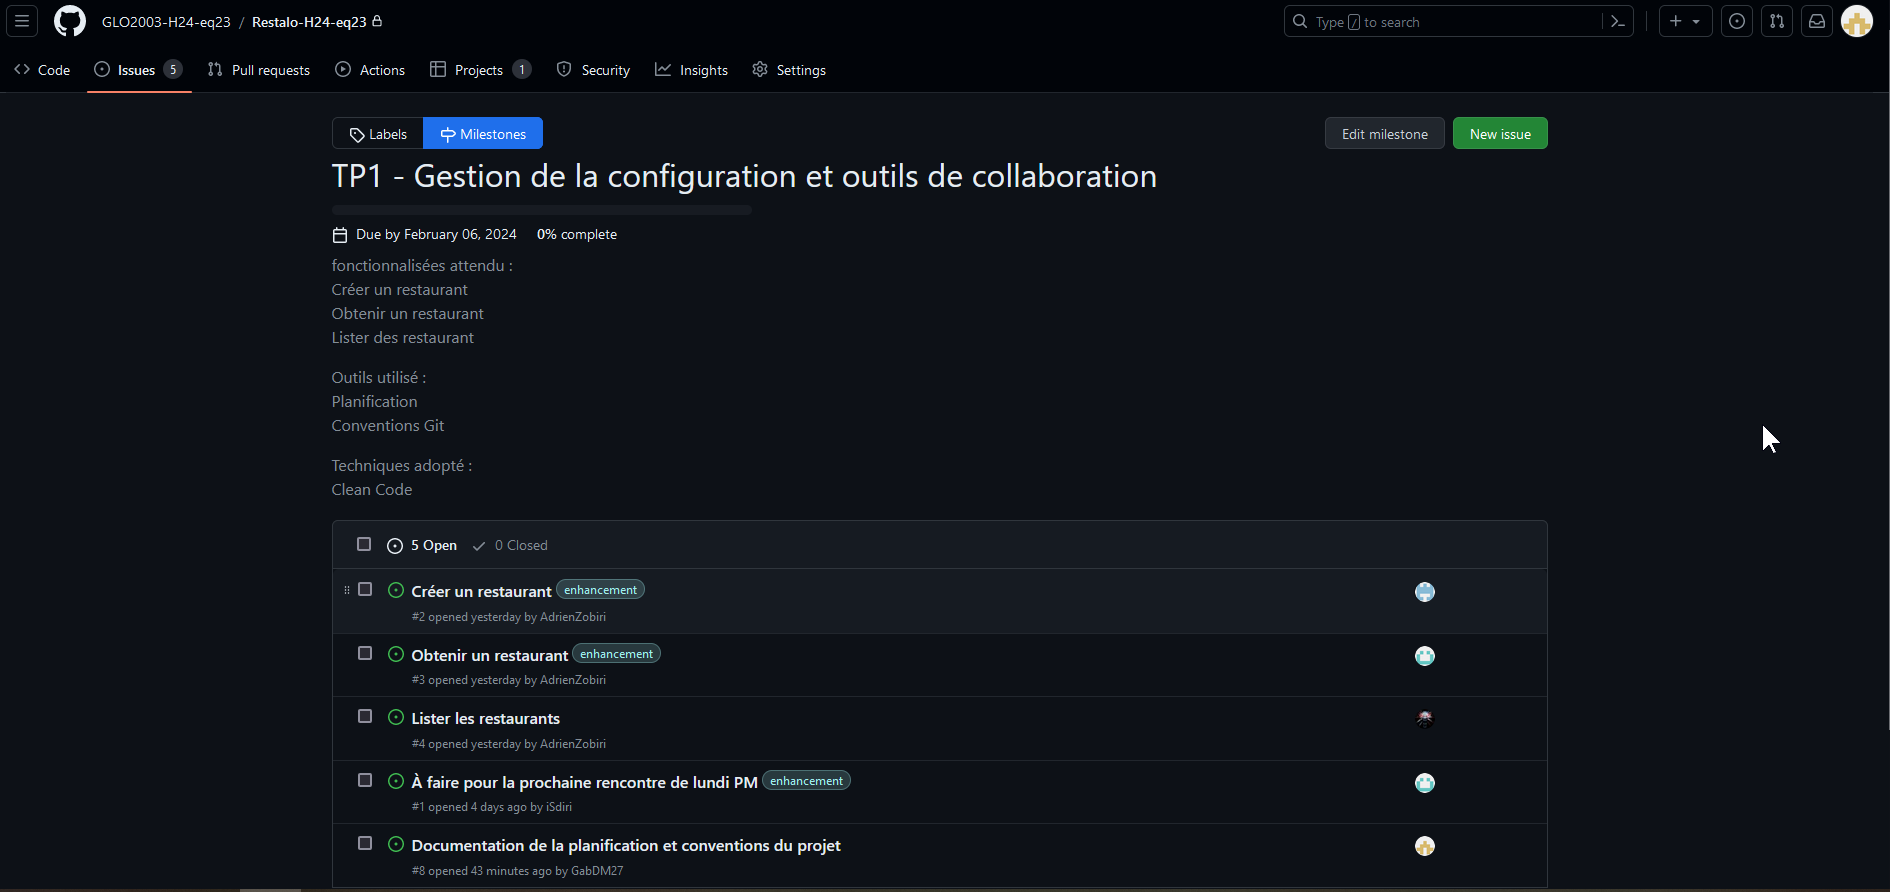 GLO2003-H24-eq23 / Restalo-H24-eq23
Type / to search
Code
Issues 5
Pull requests
Actions
Projects 1
Security
Insights
Settings
Labels
Milestones
Edit milestone
New issue
TP1 - Gestion de la configuration et outils de collaboration
Due by February 06, 2024 0% complete
fonctionnalisées attendu :
Créer un restaurant
Obtenir un restaurant
Lister des restaurant
Outils utilisé :
Planification
Conventions Git
Techniques adopté :
Clean Code
5 Open 0 Closed
Créer un restaurant enhancement
#2 opened yesterday by AdrienZobiri
Obtenir un restaurant enhancement
#3 opened yesterday by AdrienZobiri
Lister les restaurants
#4 opened yesterday by AdrienZobiri
À faire pour la prochaine rencontre de lundi PM enhancement
#1 opened 4 days ago by iSdiri
Documentation de la planification et conventions du projet
#8 opened 43 minutes ago by GabDM27